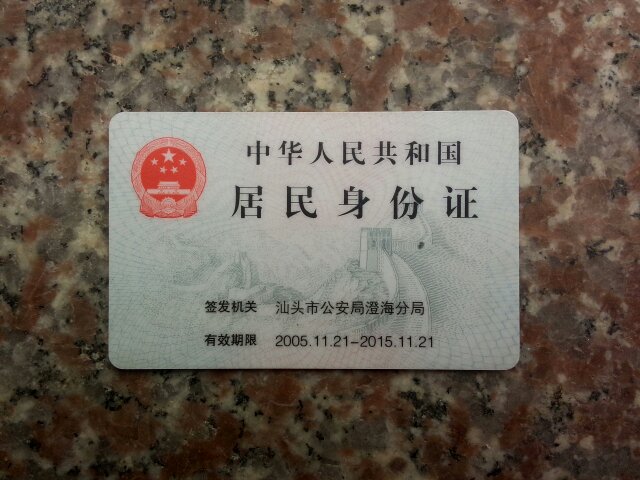 中华人民共和国
居民身份证
签发机关 汕头市公安局澄海分局
有效期限 2005.11.21-2015.11.21